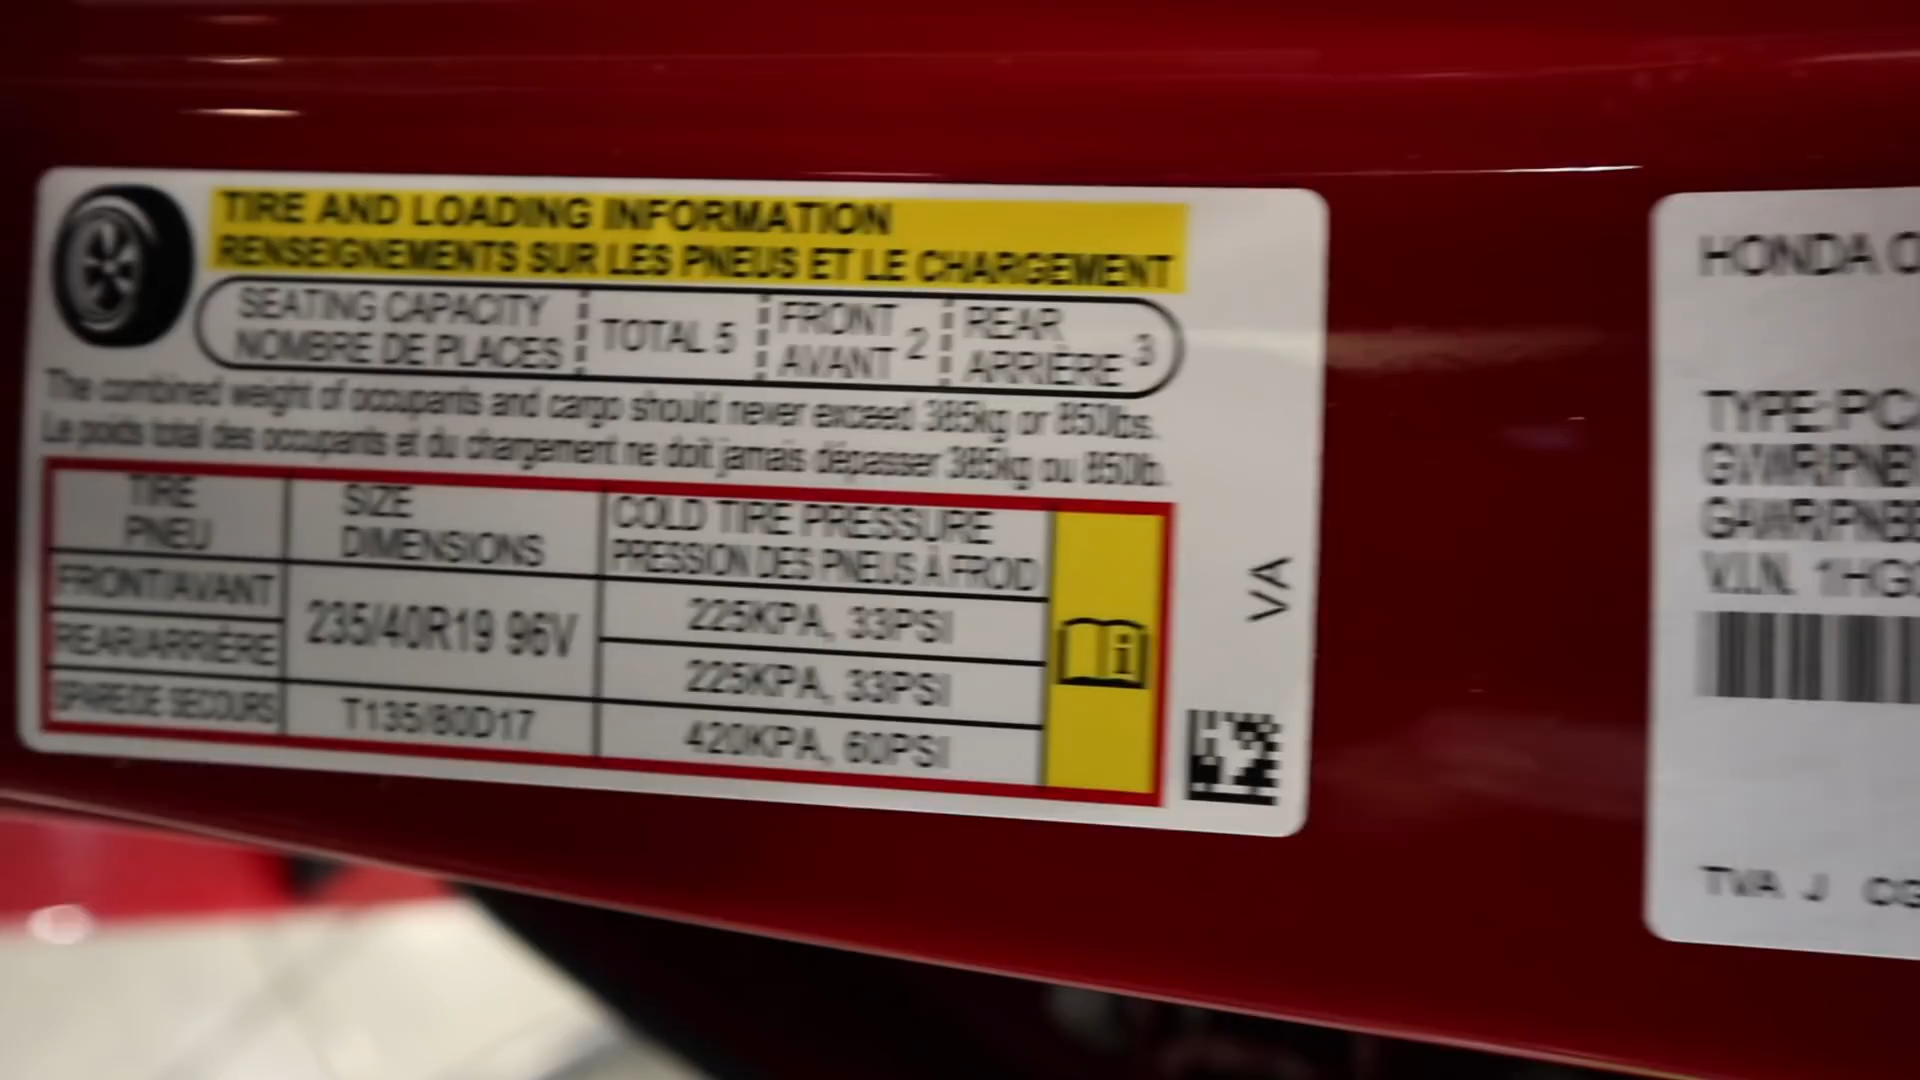 TIRE AND LOADING INFORMATION
RENSEIGNEMENTS SUR LES PNEUS ET LE CHARGEMENT
SEATING CAPACITY
NOMBRE DE PLACES
TOTAL 5
FRONT
AVANT 2
REAR
ARRIÈRE 3
The combined weight of occupants and cargo should never exceed 385kg or 850lbs.
Le poids total des occupants et du chargement ne doit jamais dépasser 385kg ou 850lb.
TIRE
PNEU
SIZE
DIMENSIONS
COLD TIRE PRESSURE
PRESSION DES PNEUS À FROID
FRONT/AVANT
235/40R19 96V
225KPA, 33PSI
REAR/ARRIÈRE
225KPA, 33PSI
SPARE/DE SECOURS
T135/80D17
420KPA, 60PSI
VA
HONDA
TYPE:
GVWR/PNBV
GAWR/PNBE
V.I.N.
TVA J